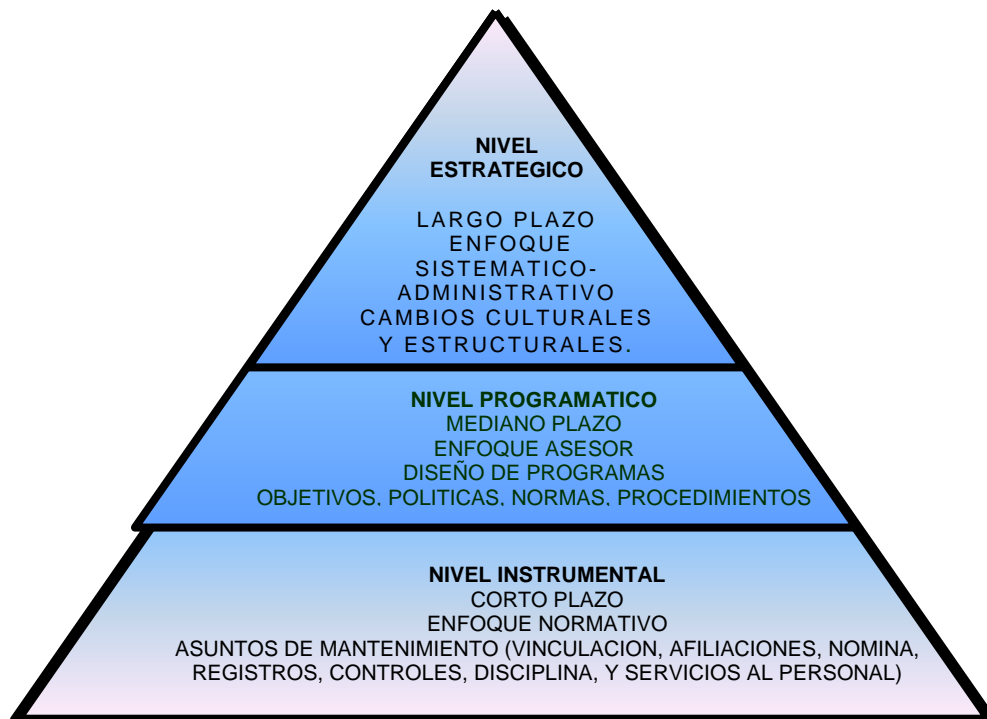 NIVEL
ESTRATEGICO
LARGO PLAZO
ENFOQUE
SISTEMATICO-
ADMINISTRATIVO
CAMBIOS CULTURALES
Y ESTRUCTURALES.
NIVEL PROGRAMATICO
MEDIANO PLAZO
ENFOQUE ASESOR
DISEÑO DE PROGRAMAS
OBJETIVOS, POLITICAS, NORMAS, PROCEDIMIENTOS
NIVEL INSTRUMENTAL
CORTO PLAZO
ENFOQUE NORMATIVO
ASUNTOS DE MANTENIMIENTO (VINCULACION, AFILIACIONES, NOMINA,
REGISTROS, CONTROLES, DISCIPLINA, Y SERVICIOS AL PERSONAL)